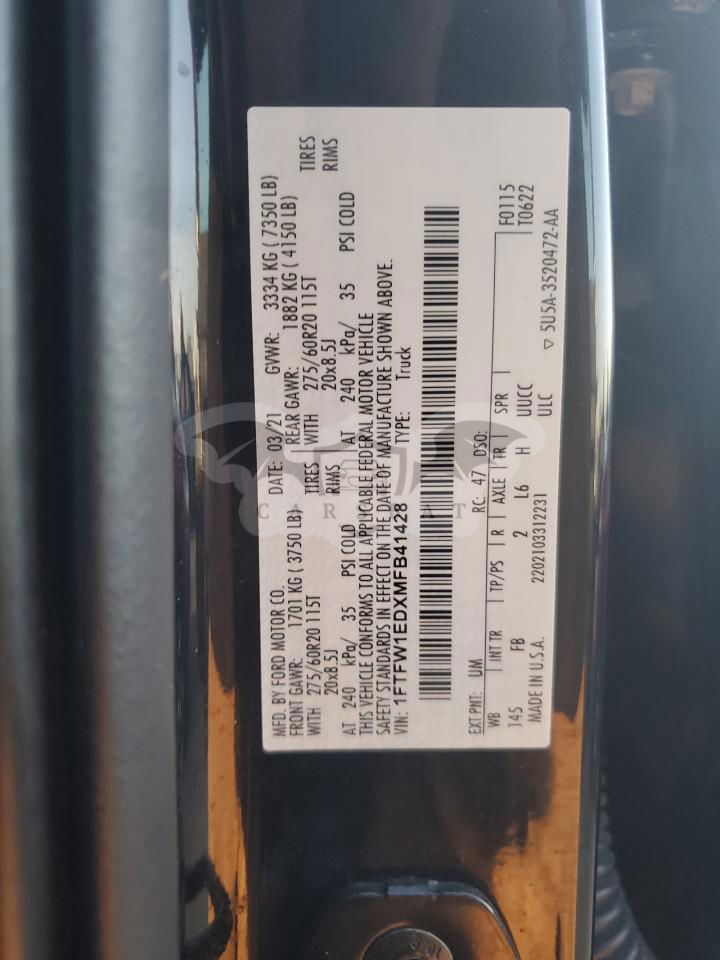 MFD. BY FORD MOTOR CO. DATE: 03/21 GVWR: 3334 KG ( 7350 LB)
FRONT GAWR: 1701 KG ( 3750 LB) REAR GAWR: 1882 KG ( 4150 LB)
WITH 275/60R20 115T TIRES WITH 275/60R20 115T TIRES
20x8.5J RIMS 20x8.5J RIMS
AT 240 kPa/ 35 PSI COLD AT 240 kPa/ 35 PSI COLD
THIS VEHICLE CONFORMS TO ALL APPLICABLE FEDERAL MOTOR VEHICLE
SAFETY STANDARDS IN EFFECT ON THE DATE OF MANUFACTURE SHOWN ABOVE.
VIN: 1FTFW1EDXMFB41428 TYPE: Truck
EXT PNT: UM RC: 47 DSO: F0115
WB INT TR TP/PS R AXLE TR SPR T0622
145 FB 2 L6 H UUCC
MADE IN U.S.A. 2202103312231 ULC ▽ 5U5A-3520472-AA